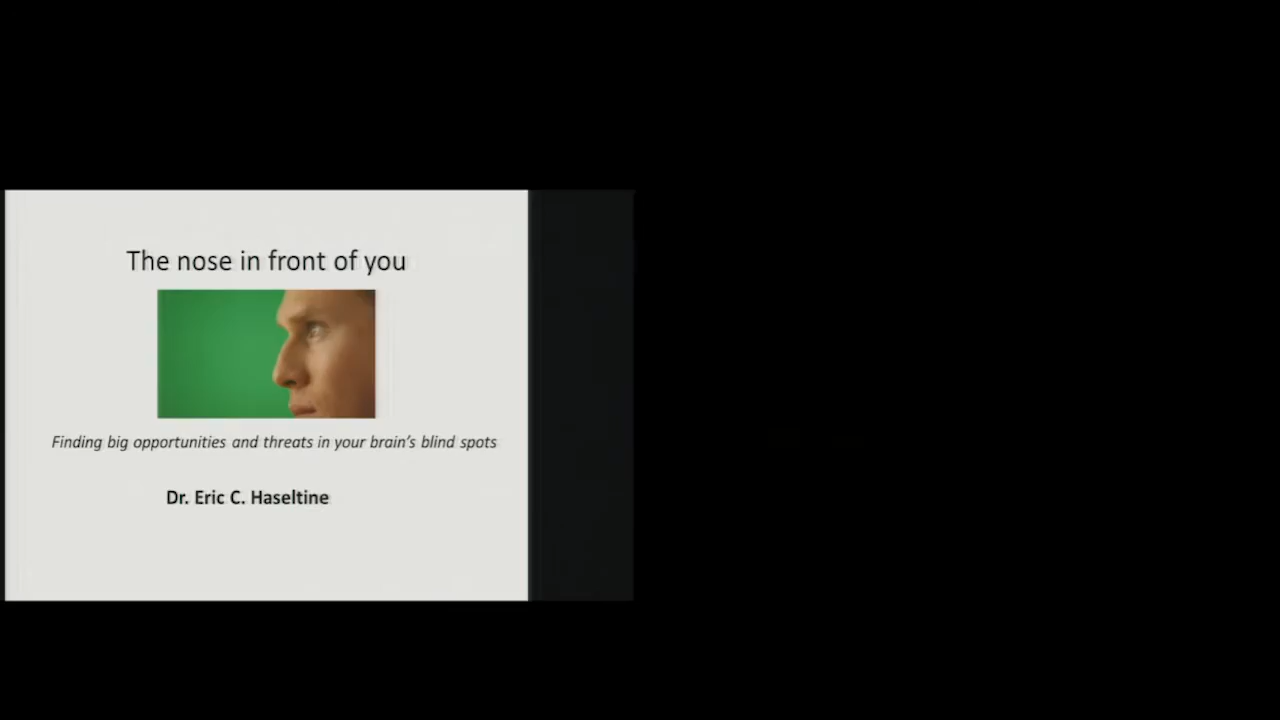 The nose in front of you
Finding big opportunities and threats in your brain's blind spots
Dr. Eric C. Haseltine